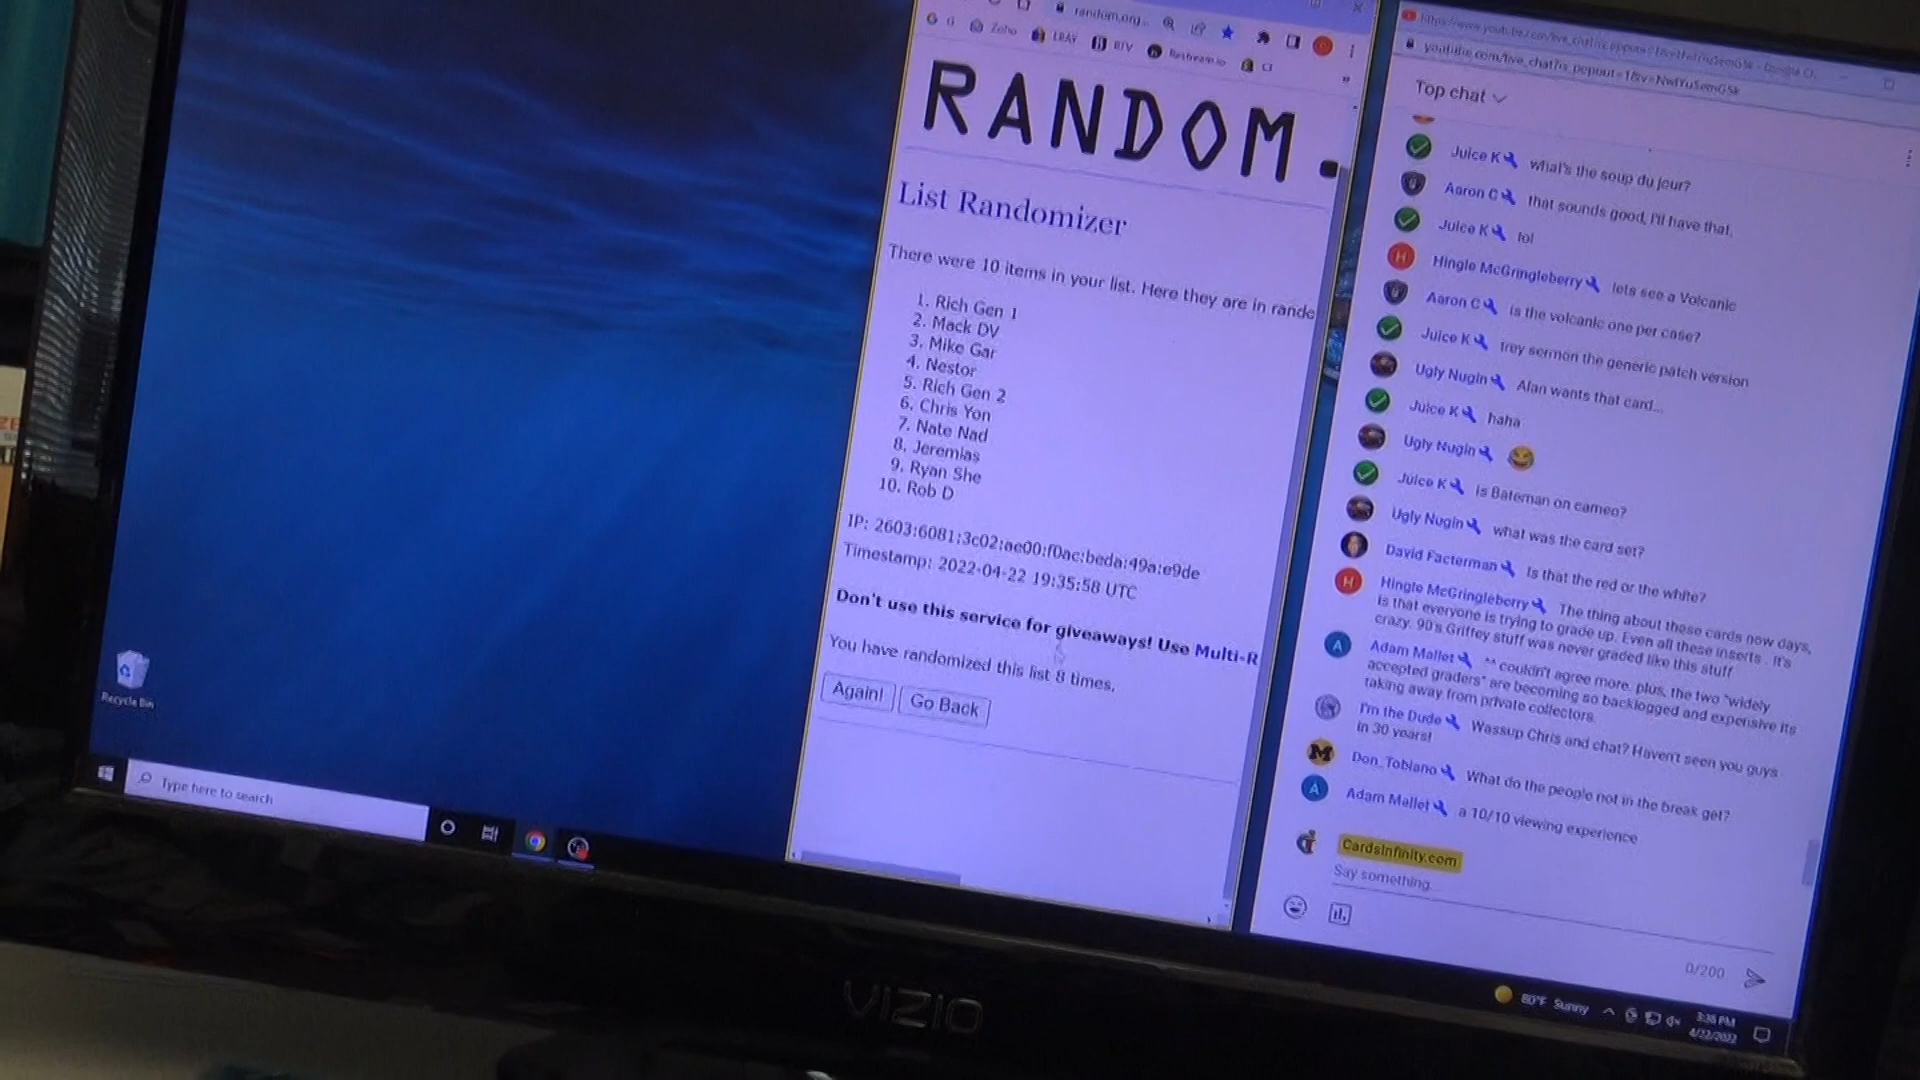 random.org...
G
Zoho
LRAY
BIV
Restream.io
CI
»
RANDOM.
List Randomizer
There were 10 items in your list. Here they are in rando
1. Rich Gen 1
2. Mack DV
3. Mike Gar
4. Nestor
5. Rich Gen 2
6. Chris Yon
7. Nate Nad
8. Jeremias
9. Ryan She
10. Rob D
IP: 2603:6081:3c02:ae00:f0ac:beda:49a:e9de
Timestamp: 2022-04-22 19:35:58 UTC
Don't use this service for giveaways! Use Multi-R
You have randomized this list 8 times.
Again!
Go Back
Top chat
Juice K what's the soup du jour?
Aaron C that sounds good, I'll have that.
Juice K lol
Hingle McGringleberry lets see a Volcanic
Aaron C is the volcanic one per case?
Juice K trey sermon the generic patch version
Ugly Nugin Alan wants that card...
Juice K haha
Ugly Nugin
Juice K is Bateman on cameo?
Ugly Nugin what was the card set?
David Facterman Is that the red or the white?
Hingle McGringleberry The thing about these cards now days,
is that everyone is trying to grade up. Even all these inserts . It's
crazy. 90's Griffey stuff was never graded like this stuff
Adam Mallet ^^ couldn't agree more. plus, the two "widely
accepted graders" are becoming so backlogged and expensive its
taking away from private collectors.
I'm the Dude Wassup Chris and chat? Haven't seen you guys
in 30 years!
Don_Tobiano What do the people not in the break get?
Adam Mallet a 10/10 viewing experience
CardsInfinity.com
Say something...
0/200
Recycle Bin
Type here to search
80°F Sunny
4/22/2022
VIZIO